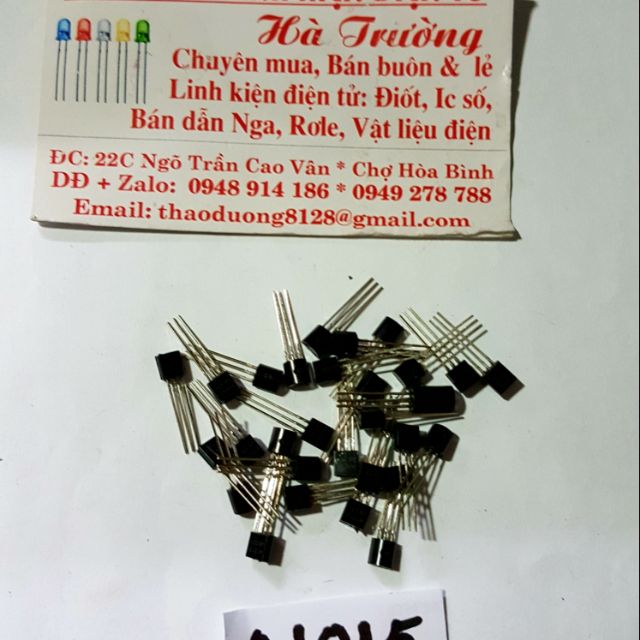 Hà Trường
Chuyên mua, Bán buôn & lẻ
Linh kiện điện tử: Điốt, Ic số,
Bán dẫn Nga, Rơle, Vật liệu điện
ĐC: 22C Ngõ Trần Cao Vân * Chợ Hòa Bình
DĐ + Zalo: 0948 914 186 * 0949 278 788
Email: thaoduong8128@gmail.com